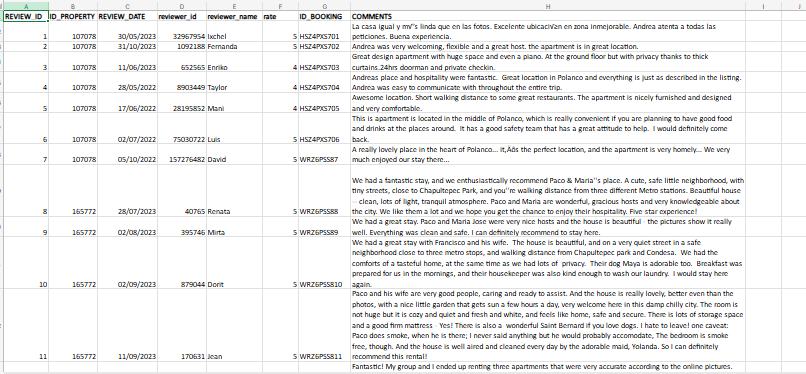 A B C D E F G H I J
REVIEW_ID ID_PROPERTY REVIEW_DATE reviewer_id reviewer_name rate ID_BOOKING COMMENTS
La casa igual y m√°s linda que en las fotos. Excelente ubicaci√≥n en zona inmejorable. Andrea atenta a todas las
1 107078 30/05/2023 32967954 Ixchel 5 HSZ4PXS701 peticiones. Buena experiencia.
2 107078 31/10/2023 1092188 Fernanda 5 HSZ4PXS702 Andrea was very welcoming, flexible and a great host. the apartment is in great location.
Great design apartment with huge space and even a piano. At the ground floor but with privacy thanks to thick
3 107078 11/06/2023 652565 Enriko 4 HSZ4PXS703 curtains.24hrs doorman and private checkin.
Andreas place and hospitality were fantastic. Great location in Polanco and everything is just as described in the listing.
4 107078 28/05/2022 8903449 Taylor 4 HSZ4PXS704 Andrea was easy to communicate with throughout the entire trip.
Awesome location. Short walking distance to some great restaurants. The apartment is nicely furnished and designed
5 107078 17/06/2022 28195852 Mani 4 HSZ4PXS705 and very comfortable.
This is apartment is located in the middle of Polanco, which is really convenient if you are planning to have good food
and drinks at the places around. It has a good safety team that has a great attitude to help. I would definitely come
6 107078 02/07/2022 75030722 Luis 5 HSZ4PXS706 back.
A really lovely place in the heart of Polanco... it‚Äôs the perfect location, and the apartment is very homely... We very
7 107078 05/10/2022 157276482 David 5 WRZ6PSS87 much enjoyed our stay there...
We had a fantastic stay, and we enthusiastically recommend Paco & Maria''s place. A cute, safe little neighborhood, with
tiny streets, close to Chapultepec Park, and you''re walking distance from three different Metro stations. Beautiful house
-- clean, lots of light, tranquil atmosphere. Paco and Maria are wonderful, gracious hosts and very knowledgeable about
8 165772 28/07/2023 40765 Renata 5 WRZ6PSS88 the city. We like them a lot and we hope you get the chance to enjoy their hospitality. Five star experience!
We had a great stay. Paco and Maria Jose were very nice hosts and the house is beautiful - the pictures show it really
9 165772 02/08/2023 395746 Mirta 5 WRZ6PSS89 well. Everything was clean and safe. I can definitely recommend to stay here.
We had a great stay with Francisco and his wife. The house is beautiful, and on a very quiet street in a safe
neighborhood close to three metro stops, and walking distance from Chapultepec park and Condesa. We had the
comforts of a tasteful home, at the same time as we had lots of privacy. Their dog Maya is adorable too. Breakfast was
prepared for us in the mornings, and their housekeeper was also kind enough to wash our laundry. I would stay here
10 165772 02/09/2023 879044 Dorit 5 WRZ6PSS810 again.
Paco and his wife are very good people, caring and ready to assist. And the house is really lovely, better even than the
photos, with a nice little garden that gets sun a few hours a day, very welcome here in this damp chilly city. The room is
not huge but it is cozy and quiet and fresh and white, and feels like home, safe and secure. There is lots of storage space
and a good firm mattress - Yes! There is also a wonderful Saint Bernard if you love dogs. I hate to leave! one caveat:
Paco does smoke, when he is there; I never said anything but he would probably accomodate, The bedroom is smoke
free, though. And the house is well aired and cleaned every day by the adorable maid, Yolanda. So I can definitely
11 165772 11/09/2023 170631 Jean 5 WRZ6PSS811 recommend this rental!
Fantastic! My group and I ended up renting three apartments that were very accurate according to the online pictures.